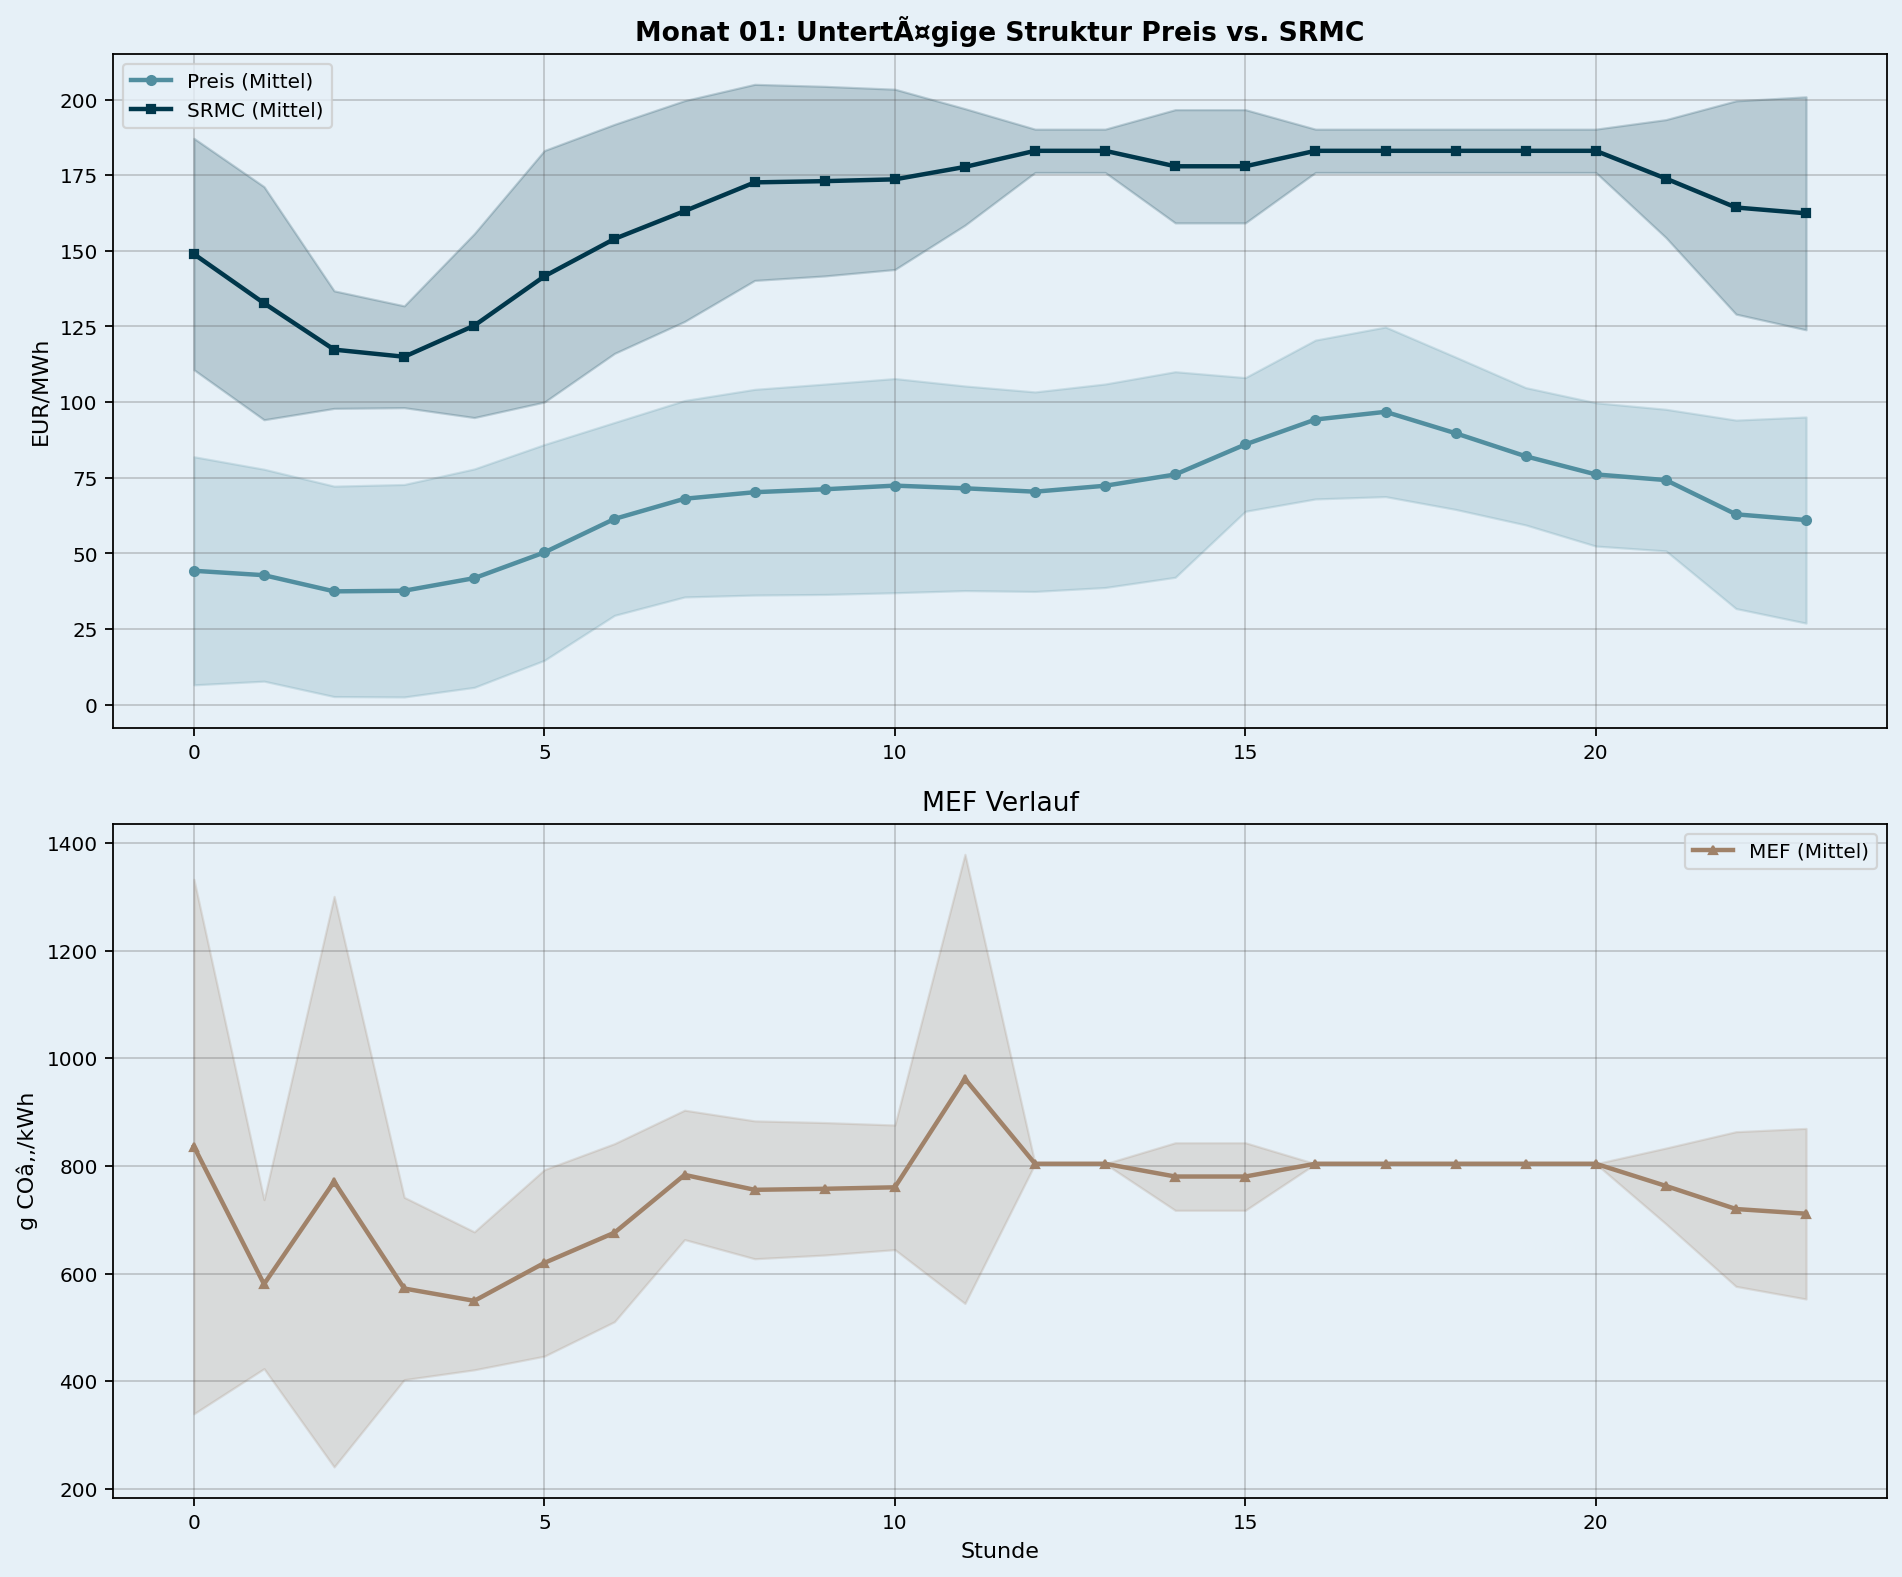 Monat 01: UntertÃ¤gige Struktur Preis vs. SRMC
Preis (Mittel)
SRMC (Mittel)
EUR/MWh
200
175
150
125
100
75
50
25
0
0 5 10 15 20
MEF Verlauf
MEF (Mittel)
g COâ,,/kWh
1400
1200
1000
800
600
400
200
0 5 10 15 20
Stunde